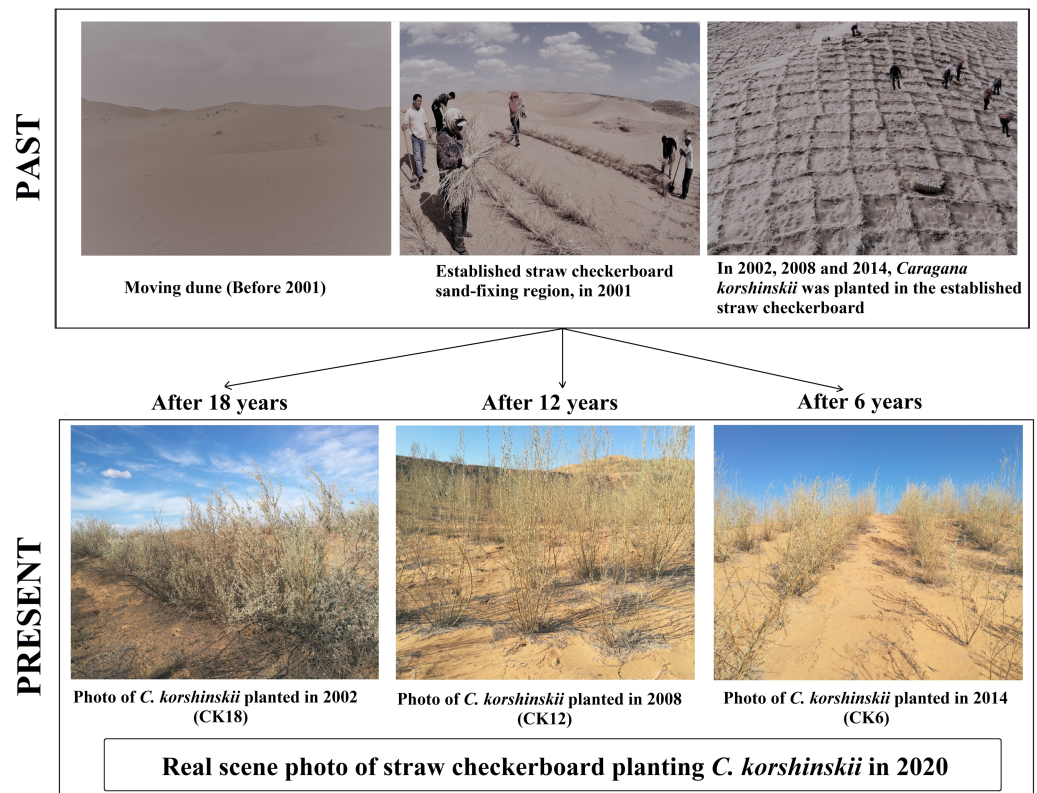 PAST
Moving dune (Before 2001)
Established straw checkerboard
sand-fixing region, in 2001
In 2002, 2008 and 2014, Caragana
korshinskii was planted in the established
straw checkerboard
After 18 years
After 12 years
After 6 years
PRESENT
Photo of C. korshinskii planted in 2002
(CK18)
Photo of C. korshinskii planted in 2008
(CK12)
Photo of C. korshinskii planted in 2014
(CK6)
Real scene photo of straw checkerboard planting C. korshinskii in 2020